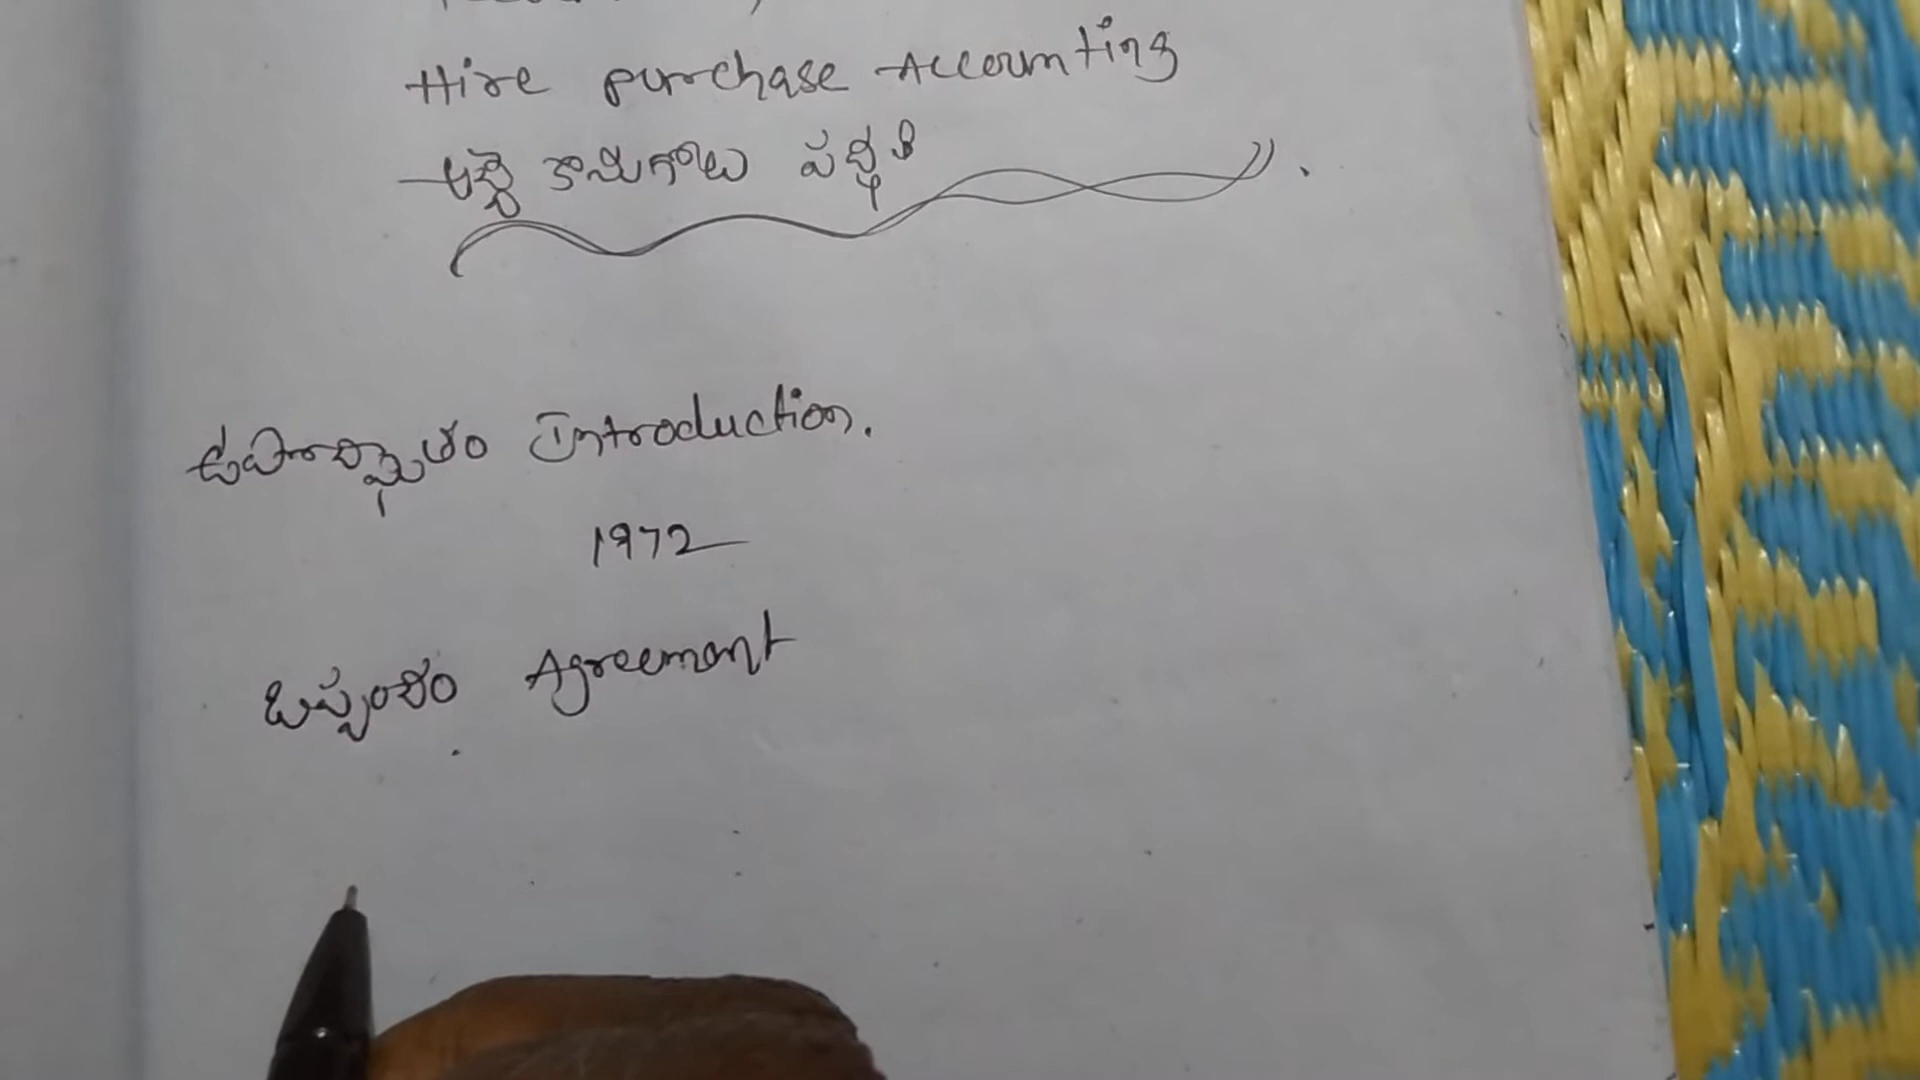 Hire purchase Accounting
అద్దె కొనుగోలు పద్ధతి
ఉపోద్ఘాతం Introduction.
1972
ఒప్పందం Agreement